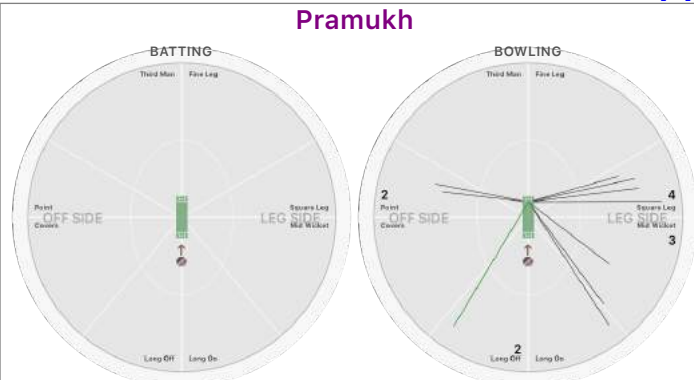 Pramukh
BATTING
Third Man Fine Leg
Point
OFF SIDE
Covers
Square Leg
LEG SIDE
Mid Wicket
Long Off Long On
BOWLING
Third Man Fine Leg
2
Point
OFF SIDE
Covers
4
Square Leg
LEG SIDE
Mid Wicket
3
2
Long Off Long On